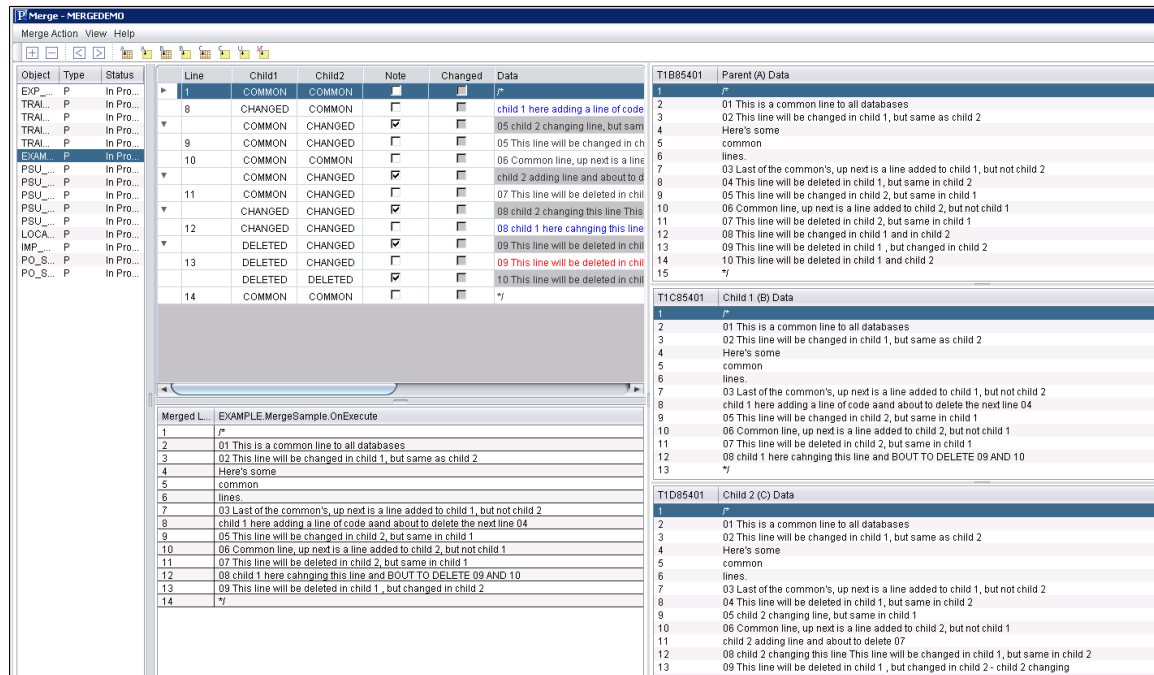 Merge - MERGEDEMO
Merge Action View Help
Object Type Status
EXP_... P In Pro...
TRAI... P In Pro...
TRAI... P In Pro...
TRAI... P In Pro...
TRAI... P In Pro...
EXAM... P In Pro...
PSU_... P In Pro...
PSU_... P In Pro...
PSU_... P In Pro...
PSU_... P In Pro...
PSU_... P In Pro...
LOCA... P In Pro...
IMP_... P In Pro...
PO_S... P In Pro...
PO_S... P In Pro...
Line Child1 Child2 Note Changed Data
1 COMMON COMMON /*
8 CHANGED COMMON child 1 here adding a line of code
COMMON CHANGED 05 child 2 changing line, but sam
9 COMMON CHANGED 05 This line will be changed in ch
10 COMMON COMMON 06 Common line, up next is a line
COMMON CHANGED child 2 adding line and about to d
11 COMMON CHANGED 07 This line will be deleted in chil
CHANGED CHANGED 08 child 2 changing this line This
12 CHANGED CHANGED 08 child 1 here cahnging this line
DELETED CHANGED 09 This line will be deleted in chil
13 DELETED CHANGED 09 This line will be deleted in chil
DELETED DELETED 10 This line will be deleted in chil
14 COMMON COMMON */
Merged L... EXAMPLE.MergeSample.OnExecute
1 /*
2 01 This is a common line to all databases
3 02 This line will be changed in child 1, but same as child 2
4 Here's some
5 common
6 lines.
7 03 Last of the common's, up next is a line added to child 1, but not child 2
8 child 1 here adding a line of code aand about to delete the next line 04
9 05 This line will be changed in child 2, but same in child 1
10 06 Common line, up next is a line added to child 2, but not child 1
11 07 This line will be deleted in child 2, but same in child 1
12 08 child 1 here cahnging this line and BOUT TO DELETE 09 AND 10
13 09 This line will be deleted in child 1 , but changed in child 2
14 */
T1B85401 Parent (A) Data
1 /*
2 01 This is a common line to all databases
3 02 This line will be changed in child 1, but same as child 2
4 Here's some
5 common
6 lines.
7 03 Last of the common's, up next is a line added to child 1, but not child 2
8 04 This line will be deleted in child 1, but same in child 2
9 05 This line will be changed in child 2, but same in child 1
10 06 Common line, up next is a line added to child 2, but not child 1
11 07 This line will be deleted in child 2, but same in child 1
12 08 This line will be changed in child 1 and in child 2
13 09 This line will be deleted in child 1 , but changed in child 2
14 10 This line will be deleted in child 1 and child 2
15 */
T1C85401 Child 1 (B) Data
1 /*
2 01 This is a common line to all databases
3 02 This line will be changed in child 1, but same as child 2
4 Here's some
5 common
6 lines.
7 03 Last of the common's, up next is a line added to child 1, but not child 2
8 child 1 here adding a line of code aand about to delete the next line 04
9 05 This line will be changed in child 2, but same in child 1
10 06 Common line, up next is a line added to child 2, but not child 1
11 07 This line will be deleted in child 2, but same in child 1
12 08 child 1 here cahnging this line and BOUT TO DELETE 09 AND 10
13 */
T1D85401 Child 2 (C) Data
1 /*
2 01 This is a common line to all databases
3 02 This line will be changed in child 1, but same as child 2
4 Here's some
5 common
6 lines.
7 03 Last of the common's, up next is a line added to child 1, but not child 2
8 04 This line will be deleted in child 1, but same in child 2
9 05 child 2 changing line, but same in child 1
10 06 Common line, up next is a line added to child 2, but not child 1
11 child 2 adding line and about to delete 07
12 08 child 2 changing this line This line will be changed in child 1, but same in child 2
13 09 This line will be deleted in child 1 , but changed in child 2 - child 2 changing